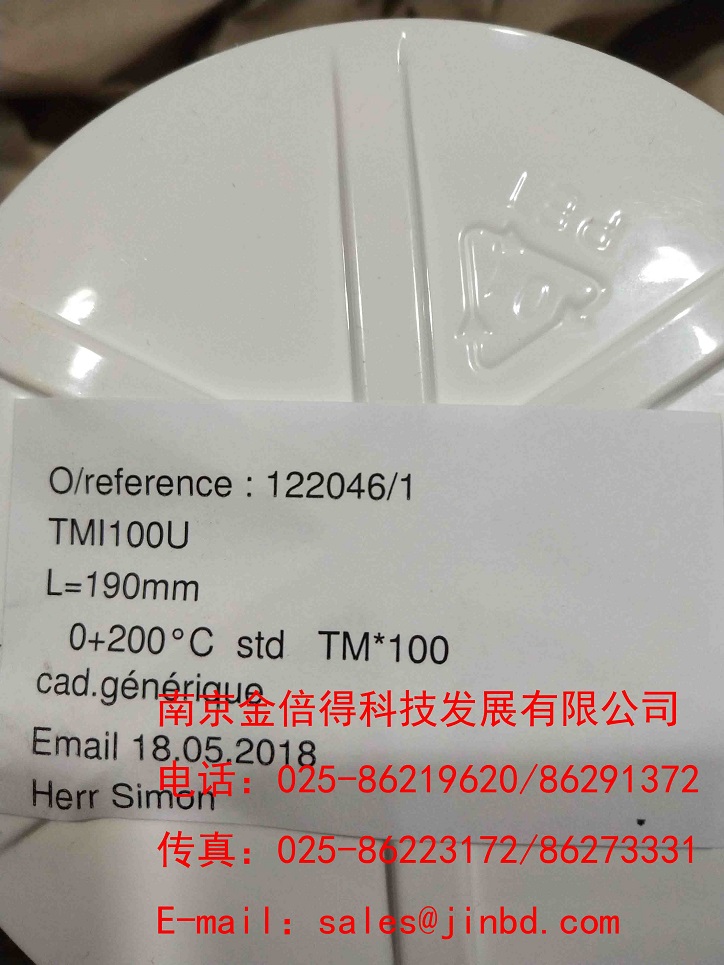 PET
01
O/reference : 122046/1
TMI100U
L=190mm
0+200°C std TM*100
cad.générique
南京金倍得科技发展有限公司
Email 18.05.2018
电话：025-86219620/86291372
Herr Simon
传真：025-86223172/86273331
E-mail：sales@jinbd.com